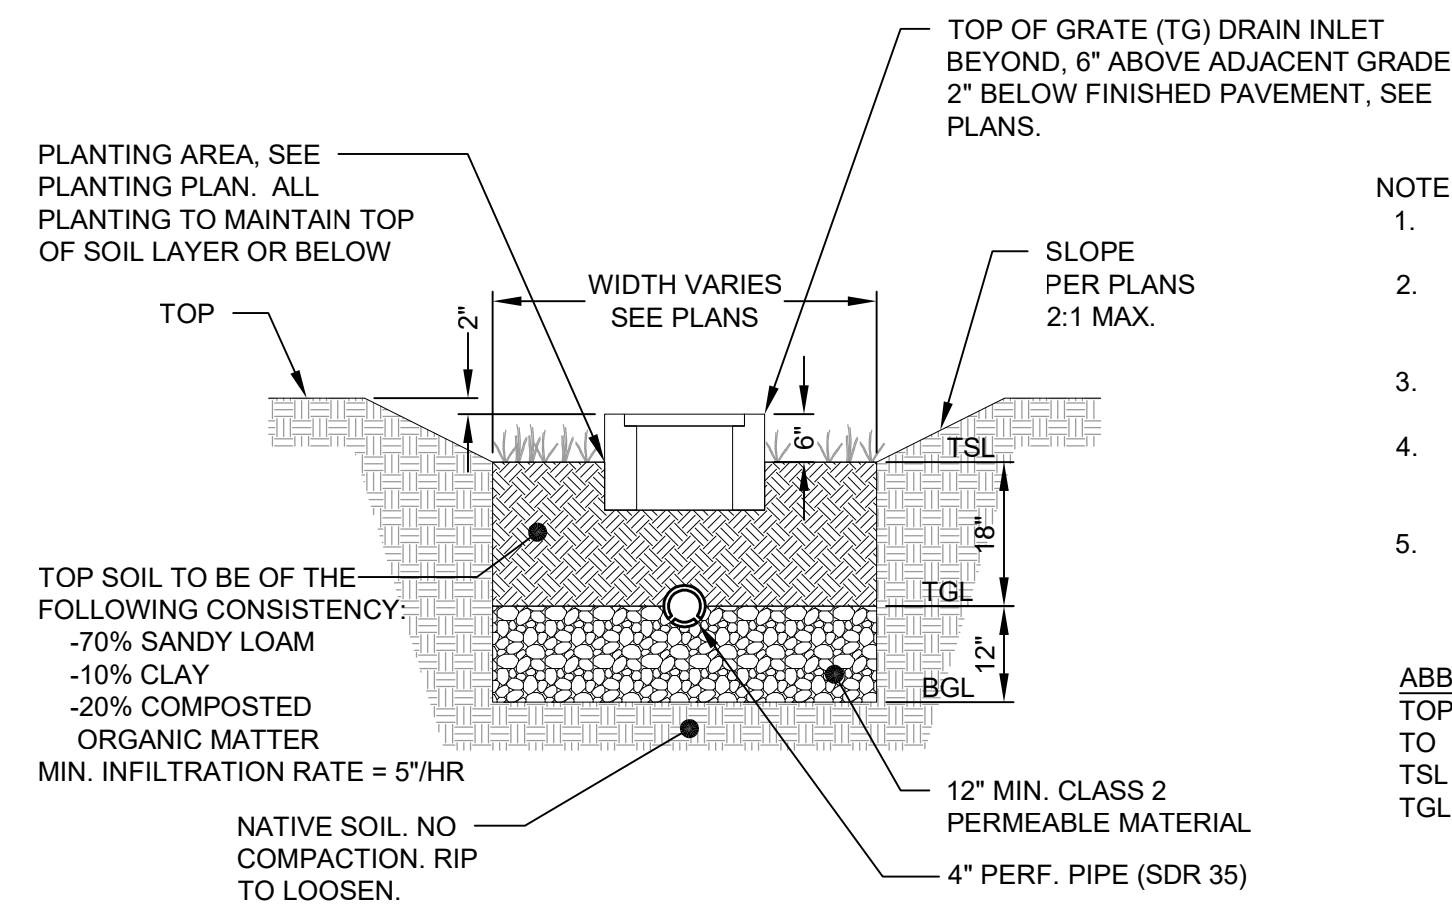 TOP OF GRATE (TG) DRAIN INLET
BEYOND, 6" ABOVE ADJACENT GRADE
2" BELOW FINISHED PAVEMENT, SEE
PLANS.
PLANTING AREA, SEE
PLANTING PLAN. ALL
PLANTING TO MAINTAIN TOP
OF SOIL LAYER OR BELOW
NOTE
1.
2.
3.
4.
5.
SLOPE
PER PLANS
2:1 MAX.
WIDTH VARIES
SEE PLANS
TOP
2"
6"
TSL
18"
TGL
12"
BGL
TOP SOIL TO BE OF THE
FOLLOWING CONSISTENCY:
-70% SANDY LOAM
-10% CLAY
-20% COMPOSTED
ORGANIC MATTER
MIN. INFILTRATION RATE = 5"/HR
NATIVE SOIL. NO
COMPACTION. RIP
TO LOOSEN.
12" MIN. CLASS 2
PERMEABLE MATERIAL
4" PERF. PIPE (SDR 35)
ABB
TOP
TO
TSL
TGL